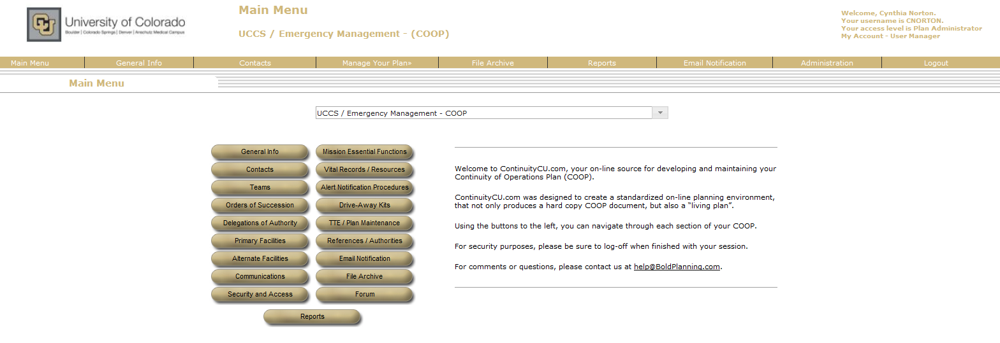 CU
University of Colorado
Boulder | Colorado Springs | Denver | Anschutz Medical Campus
Main Menu
UCCS / Emergency Management - (COOP)
Welcome, Cynthia Norton.
Your username is CNORTON.
Your access level is Plan Administrator
My Account - User Manager
Main Menu General Info Contacts Manage Your Plan» File Archive Reports Email Notification Administration Logout
Main Menu
UCCS / Emergency Management - COOP
General Info Mission Essential Functions
Contacts Vital Records / Resources
Teams Alert Notification Procedures
Orders of Succession Drive-Away Kits
Delegations of Authority TTE / Plan Maintenance
Primary Facilities References / Authorities
Alternate Facilities Email Notification
Communications File Archive
Security and Access Forum
Reports
Welcome to ContinuityCU.com, your on-line source for developing and maintaining your
Continuity of Operations Plan (COOP).
ContinuityCU.com was designed to create a standardized on-line planning environment,
that not only produces a hard copy COOP document, but also a “living plan”.
Using the buttons to the left, you can navigate through each section of your COOP.
For security purposes, please be sure to log-off when finished with your session.
For comments or questions, please contact us at help@BoldPlanning.com.